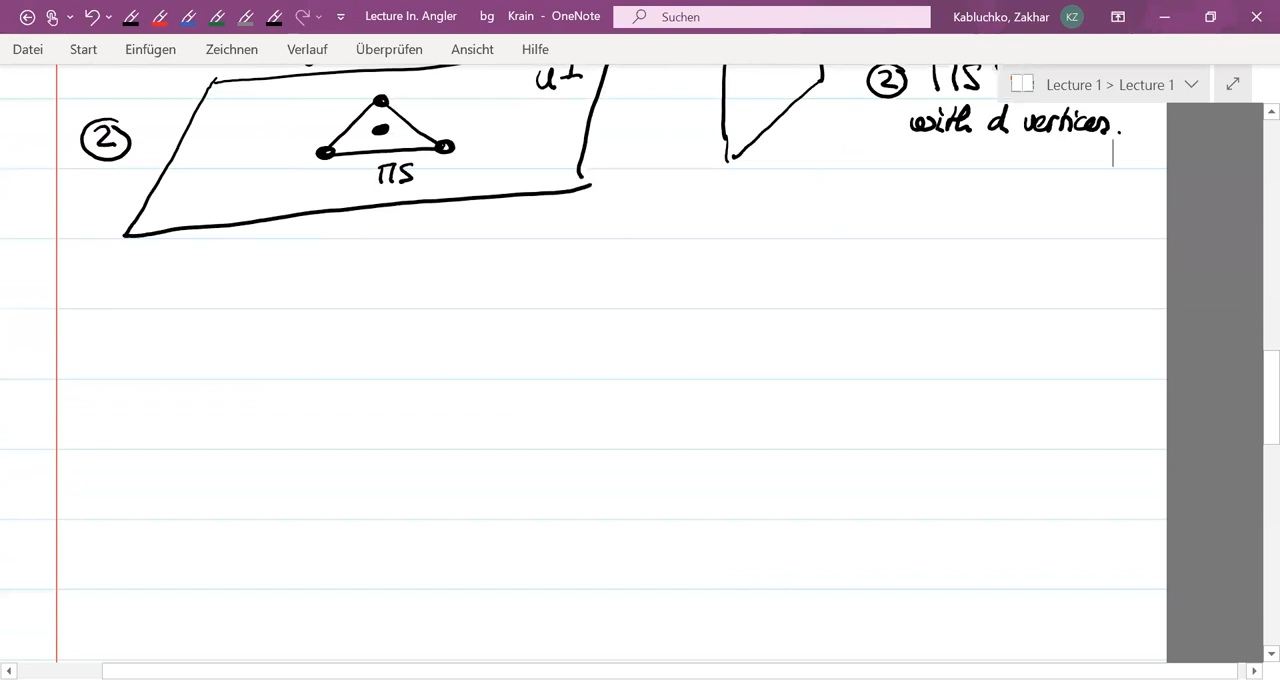 Lecture In. Angler bg Krain - OneNote
Suchen
Kabluchko, Zakhar KZ
Datei Start Einfügen Zeichnen Verlauf Überprüfen Ansicht Hilfe
Lecture 1 > Lecture 1
u⊥
② ΠS
with d vertices.
②
ΠS